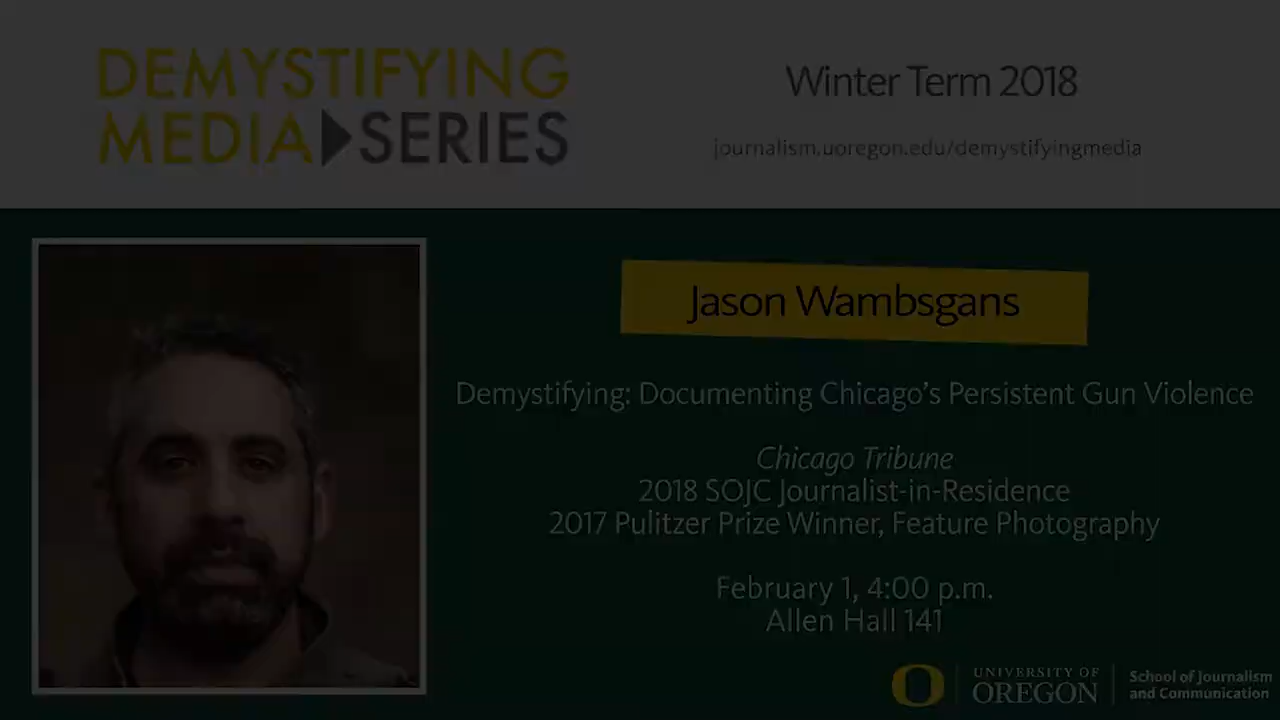 DEMYSTIFYING
MEDIA SERIES
Winter Term 2018
journalism.uoregon.edu/demystifyingmedia
Jason Wambsgans
Demystifying: Documenting Chicago's Persistent Gun Violence
Chicago Tribune
2018 SOJC Journalist-in-Residence
2017 Pulitzer Prize Winner, Feature Photography
February 1, 4:00 p.m.
Allen Hall 141
O
UNIVERSITY OF
OREGON
School of Journalism
and Communication